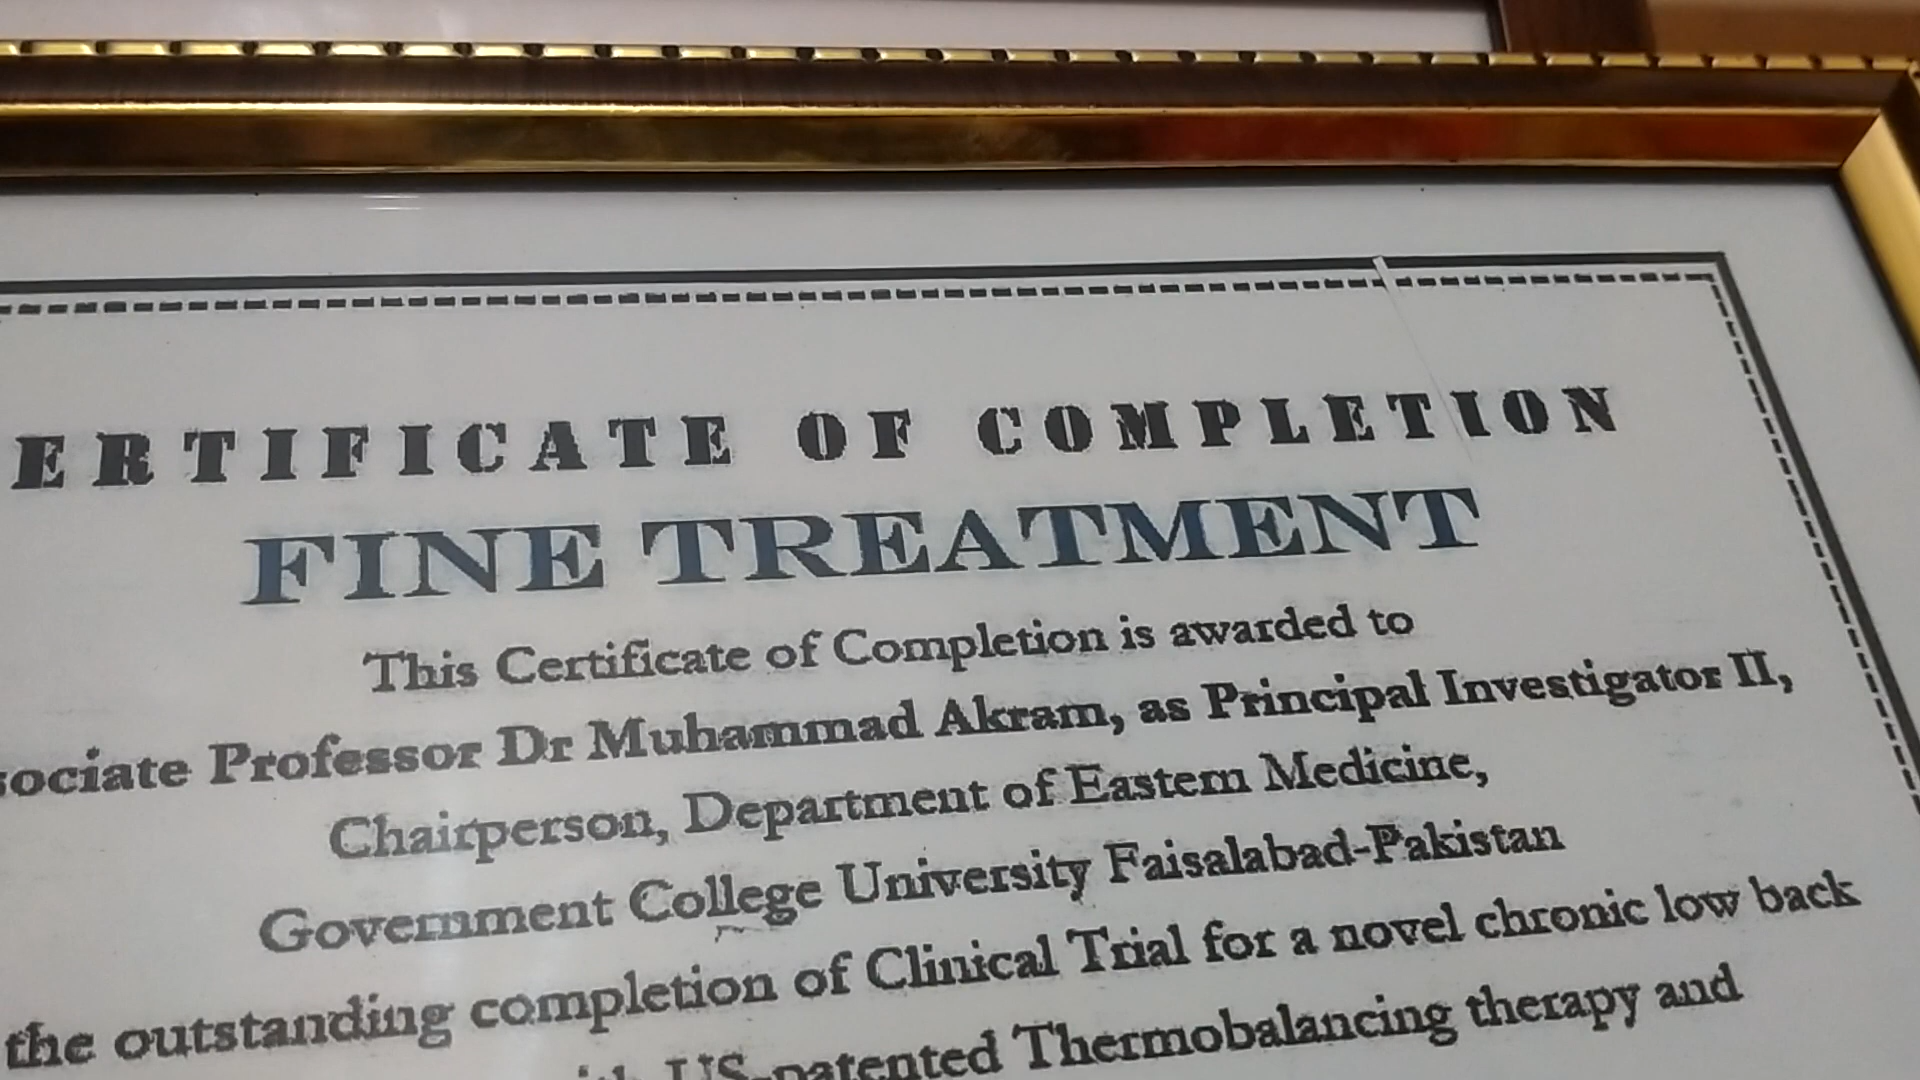 ERTIFICATE OF COMPLETION
FINE TREATMENT
This Certificate of Completion is awarded to
sociate Professor Dr Muhammad Akram, as Principal Investigator II,
Chairperson, Department of Eastern Medicine,
Government College University Faisalabad-Pakistan
the outstanding completion of Clinical Trial for a novel chronic low back
US-patented Thermobalancing therapy and